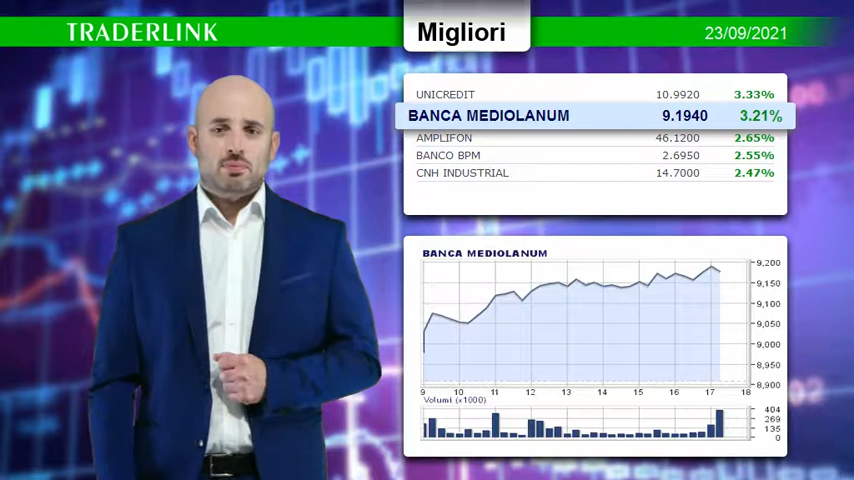 TRADERLINK
Migliori
23/09/2021
UNICREDIT 10.9920 3.33%
BANCA MEDIOLANUM 9.1940 3.21%
AMPLIFON 46.1200 2.65%
BANCO BPM 2.6950 2.55%
CNH INDUSTRIAL 14.7000 2.47%
BANCA MEDIOLANUM
9,200
9,150
9,100
9,050
9,000
8,950
8,900
9 10 11 12 13 14 15 16 17 18
Volumi (x1000)
404
269
135
0